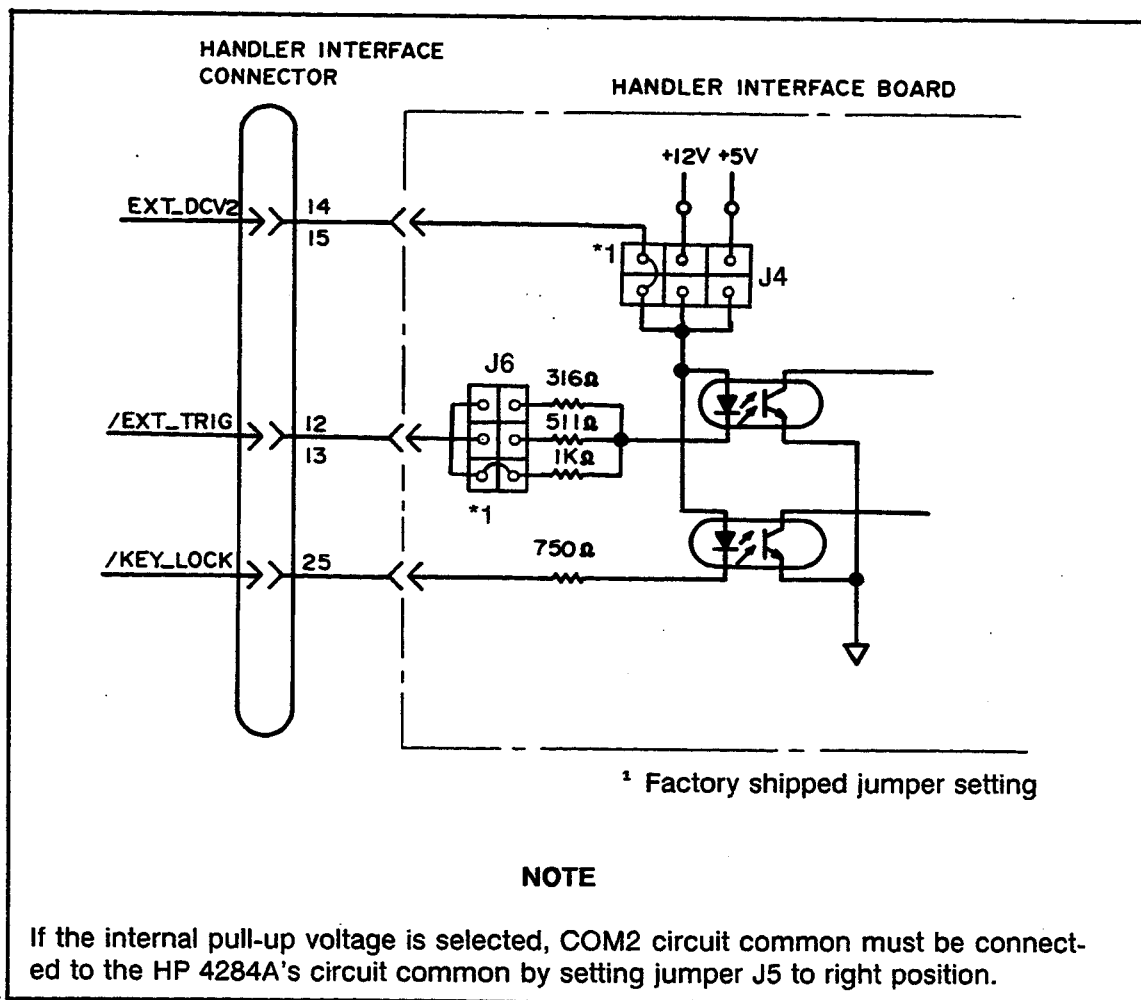 HANDLER INTERFACE
CONNECTOR
HANDLER INTERFACE BOARD
+12V +5V
EXT_DCV2
14
15
*1
J4
J6
316Ω
/EXT_TRIG
12
511Ω
13
1KΩ
*1
/KEY_LOCK
25
750Ω
¹ Factory shipped jumper setting
NOTE
If the internal pull-up voltage is selected, COM2 circuit common must be connect-
ed to the HP 4284A's circuit common by setting jumper J5 to right position.